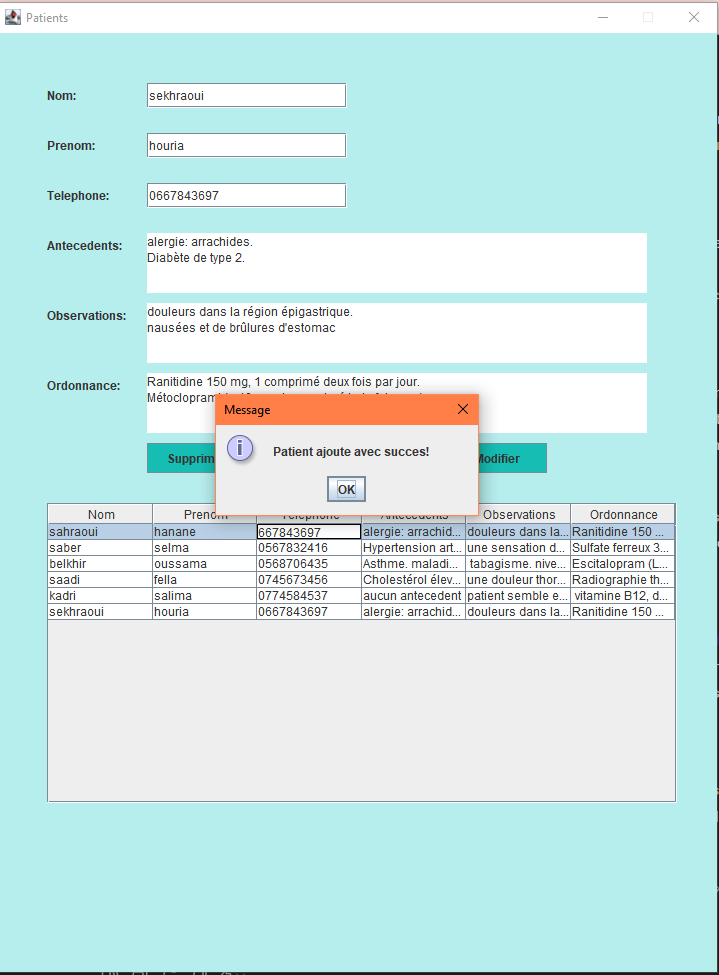 Patients
Nom: sekhraoui
Prenom: houria
Telephone: 0667843697
Antecedents: alergie: arrachides.
Diabète de type 2.
Observations: douleurs dans la région épigastrique.
nausées et de brûlures d'estomac
Ordonnance: Ranitidine 150 mg, 1 comprimé deux fois par jour.
Message
Patient ajoute avec succes!
OK
Modifier
Nom Prenom Telephone Antecedents Observations Ordonnance
sahraoui hanane 667843697 alergie: arrachid... douleurs dans la... Ranitidine 150 ...
saber selma 0567832416 Hypertension art... une sensation d... Sulfate ferreux 3...
belkhir oussama 0568706435 Asthme. maladi... tabagisme. nive... Escitalopram (L...
saadi fella 0745673456 Cholestérol élev... une douleur thor... Radiographie th...
kadri salima 0774584537 aucun antecedent patient semble e... vitamine B12, d...
sekhraoui houria 0667843697 alergie: arrachid... douleurs dans la... Ranitidine 150 ...